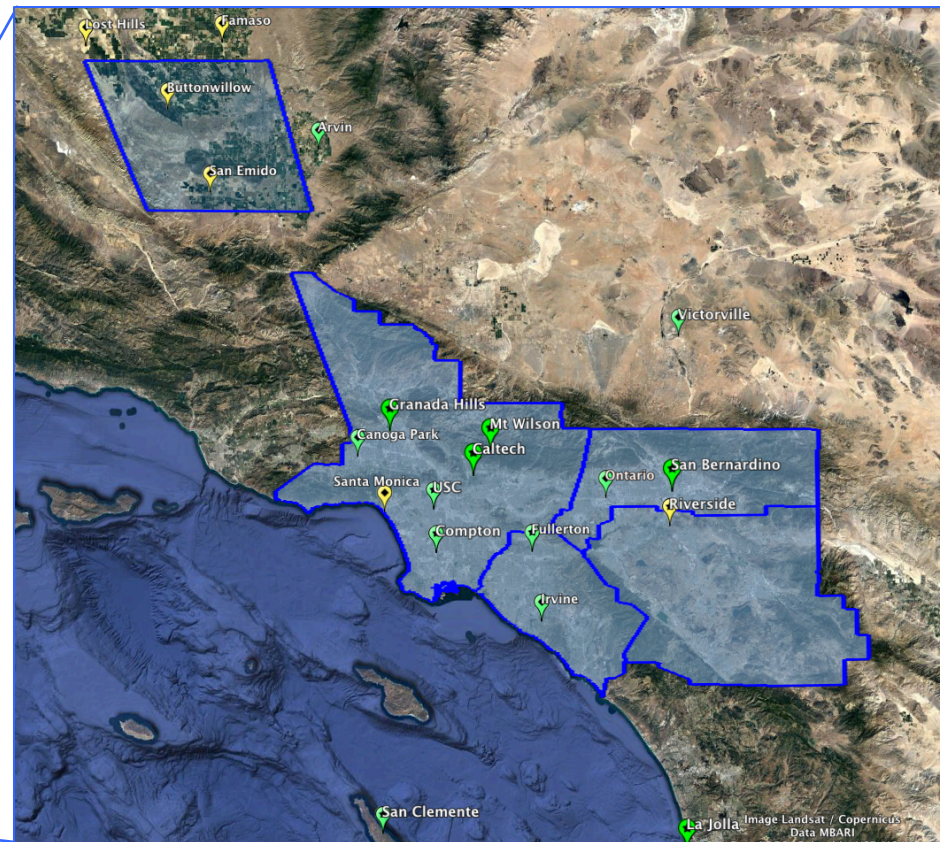 Lost Hills
Famaso
Buttonwillow
Arvin
San Emido
Victorville
Granada Hills
Mt Wilson
Canoga Park
Caltech
San Bernardino
Ontario
Santa Monica
USC
Riverside
Compton
Fullerton
Irvine
San Clemente
La Jolla
Image Landsat / Copernicus
Data MBARI